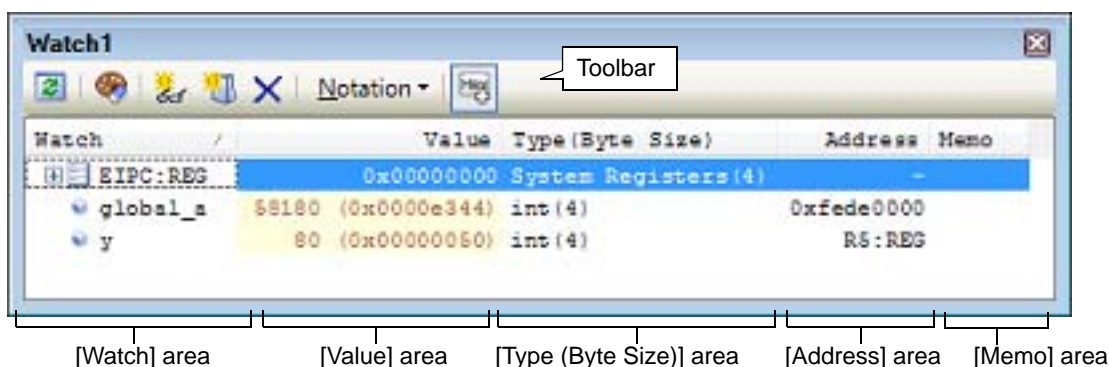 Watch1
Toolbar
Notation
Hex
Watch Value Type(Byte Size) Address Memo
EIPC:REG 0x00000000 System Registers(4) -
global_a 58180 (0x0000e344) int(4) 0xfede0000
y 80 (0x00000050) int(4) R5:REG
[Watch] area [Value] area [Type (Byte Size)] area [Address] area [Memo] area